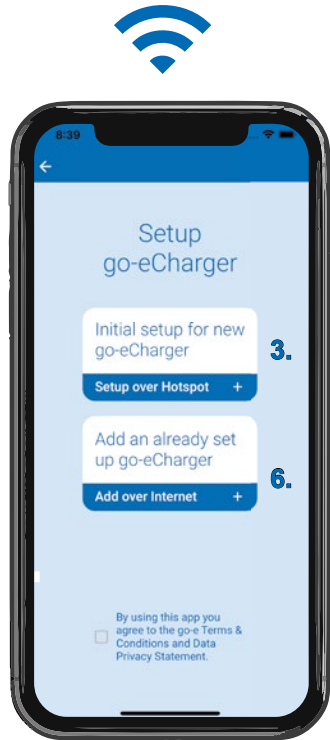 8:39
Setup
go-eCharger
Initial setup for new
go-eCharger
3.
Setup over Hotspot +
Add an already set
up go-eCharger
6.
Add over Internet +
By using this app you
agree to the go-e Terms &
Conditions and Data
Privacy Statement.